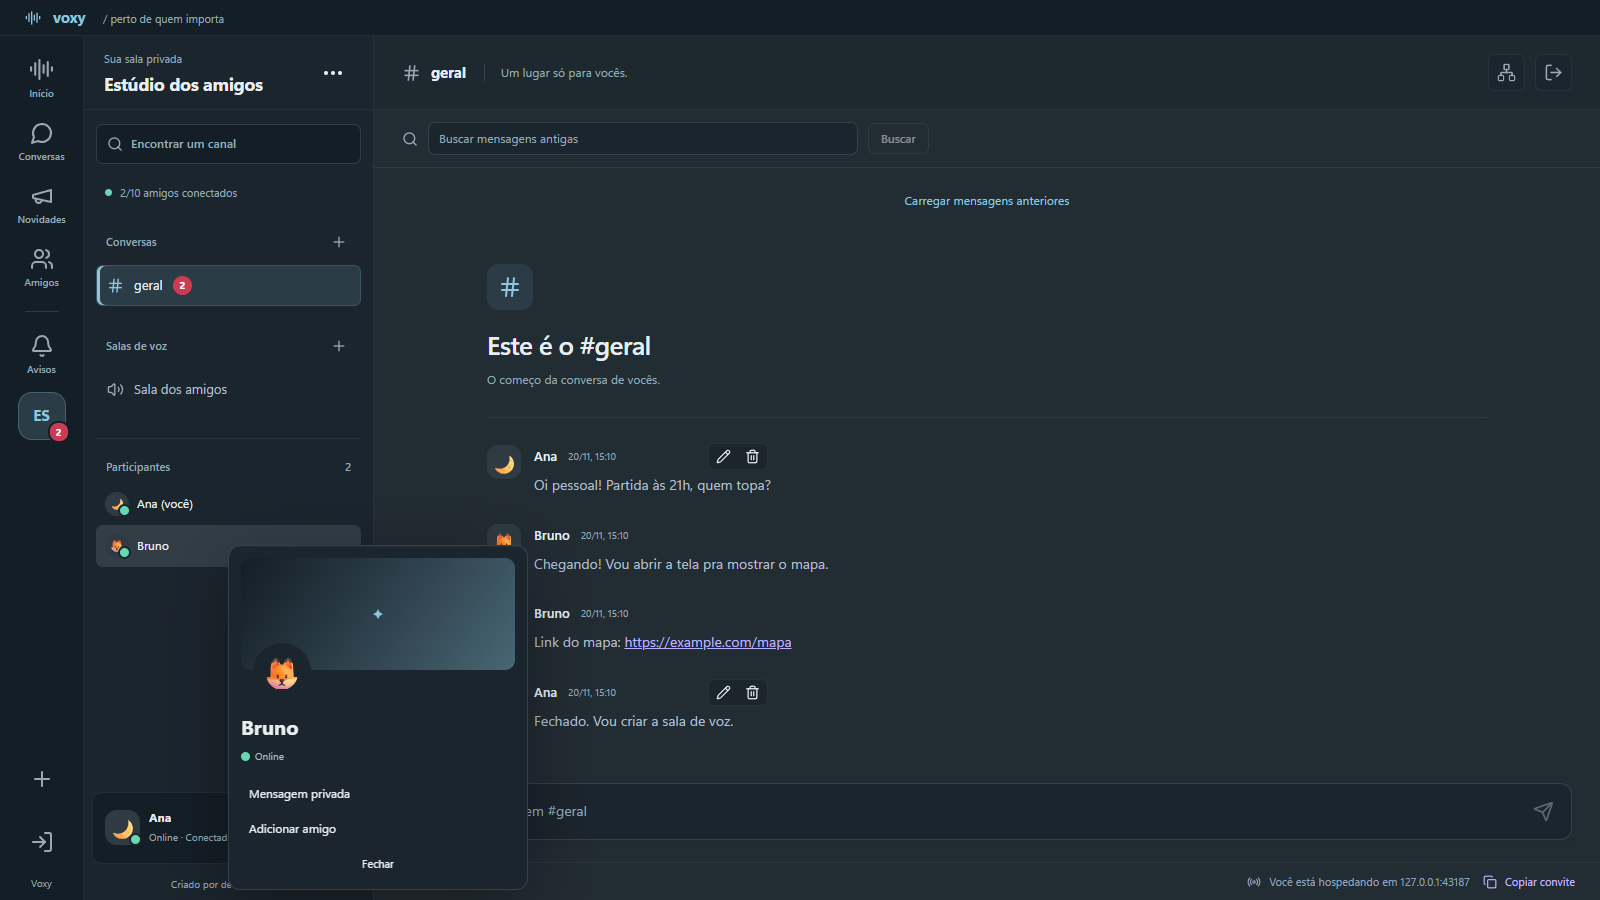 voxy / perto de quem importa
Início
Conversas
Novidades
Amigos
Avisos
ES
2
Voxy
Sua sala privada
Estúdio dos amigos
Encontrar um canal
2/10 amigos conectados
Conversas
geral 2
Salas de voz
Sala dos amigos
Participantes 2
Ana (você)
Bruno
Ana
Online · Conectad
Criado por de
Bruno
Online
Mensagem privada
Adicionar amigo
Fechar
# geral Um lugar só para vocês.
Buscar mensagens antigas Buscar
Carregar mensagens anteriores
#
Este é o #geral
O começo da conversa de vocês.
Ana 20/11, 15:10
Oi pessoal! Partida às 21h, quem topa?
Bruno 20/11, 15:10
Chegando! Vou abrir a tela pra mostrar o mapa.
Bruno 20/11, 15:10
Link do mapa: https://example.com/mapa
Ana 20/11, 15:10
Fechado. Vou criar a sala de voz.
em #geral
Você está hospedando em 127.0.0.1:43187 Copiar convite